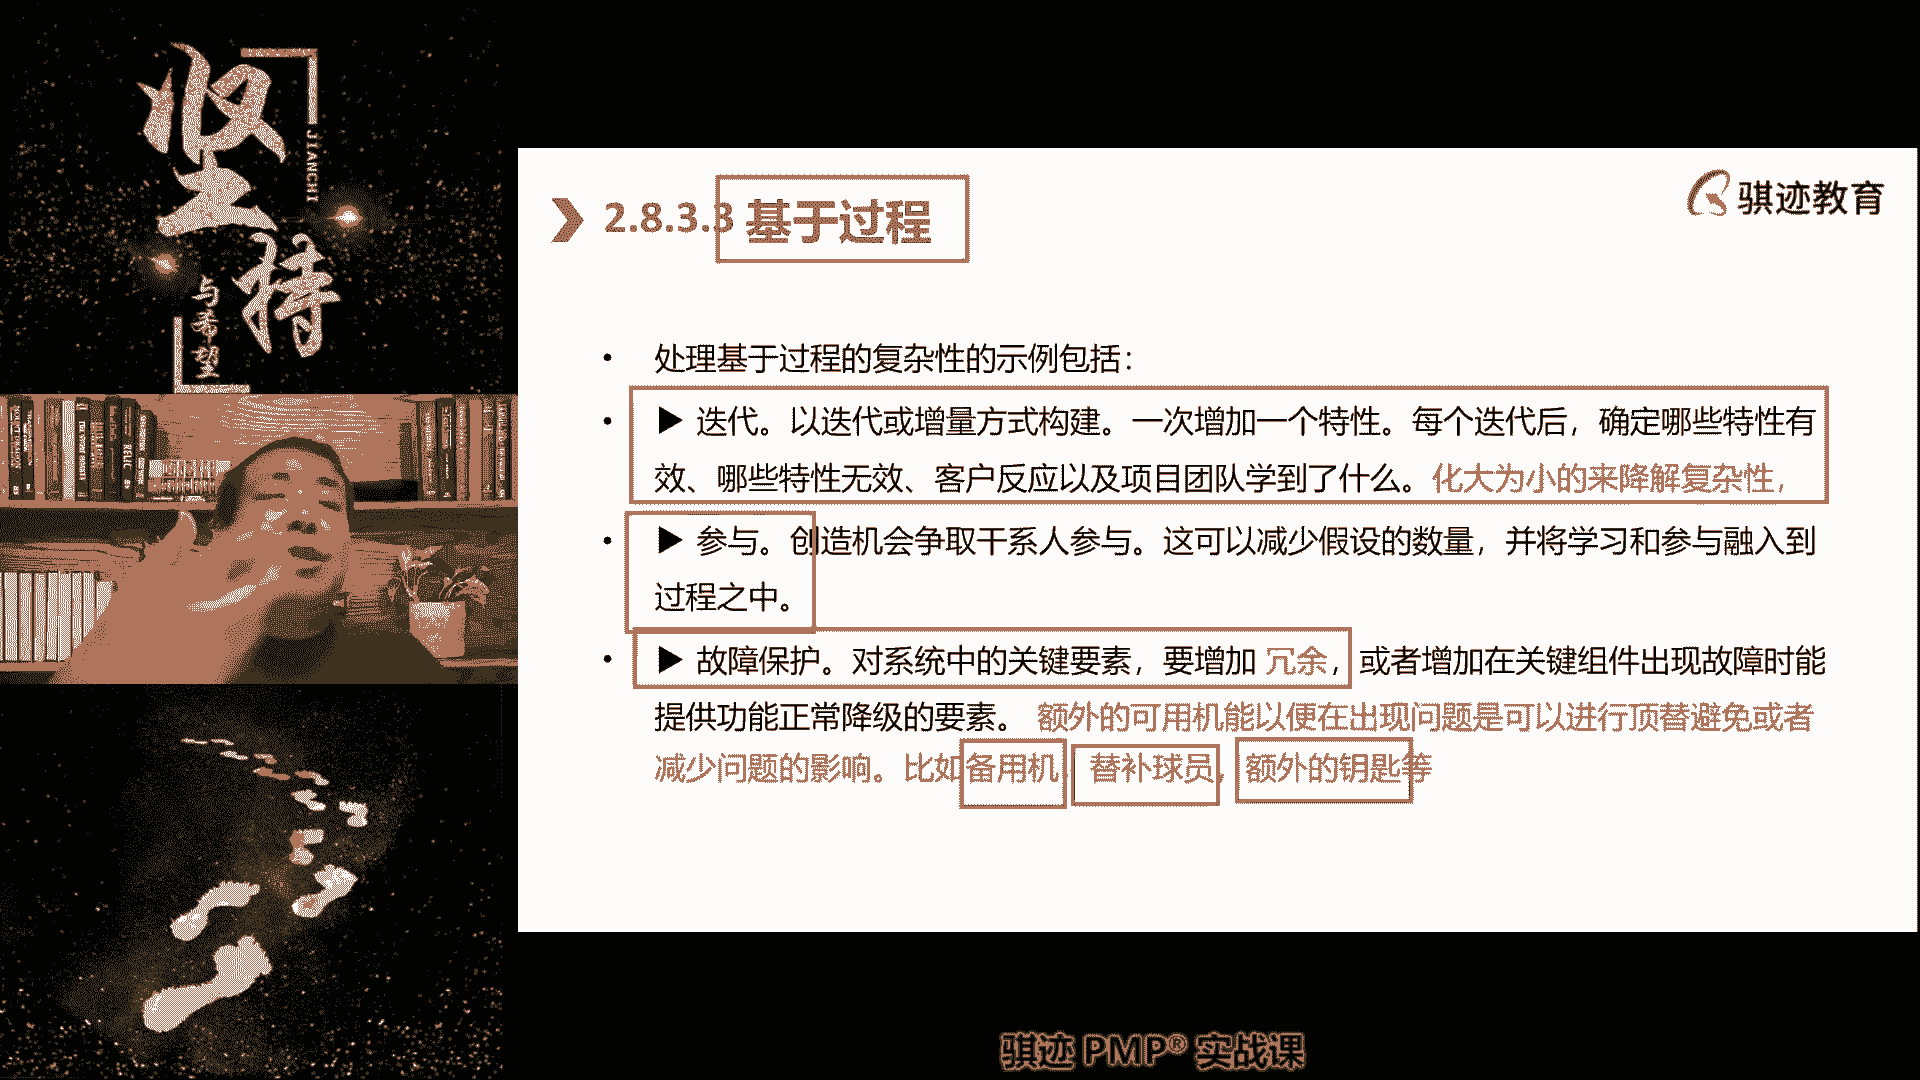 坚持
JIANCHI
与希望
骐迹教育
2.8.3.3 基于过程
• 处理基于过程的复杂性的示例包括：
• ▶ 迭代。以迭代或增量方式构建。一次增加一个特性。每个迭代后，确定哪些特性有
效、哪些特性无效、客户反应以及项目团队学到了什么。化大为小的来降解复杂性，
• ▶ 参与。创造机会争取干系人参与。这可以减少假设的数量，并将学习和参与融入到
过程之中。
• ▶ 故障保护。对系统中的关键要素，要增加 冗余，或者增加在关键组件出现故障时能
提供功能正常降级的要素。 额外的可用机能以便在出现问题是可以进行顶替避免或者
减少问题的影响。比如备用机，替补球员，额外的钥匙等
骐迹 PMP® 实战课